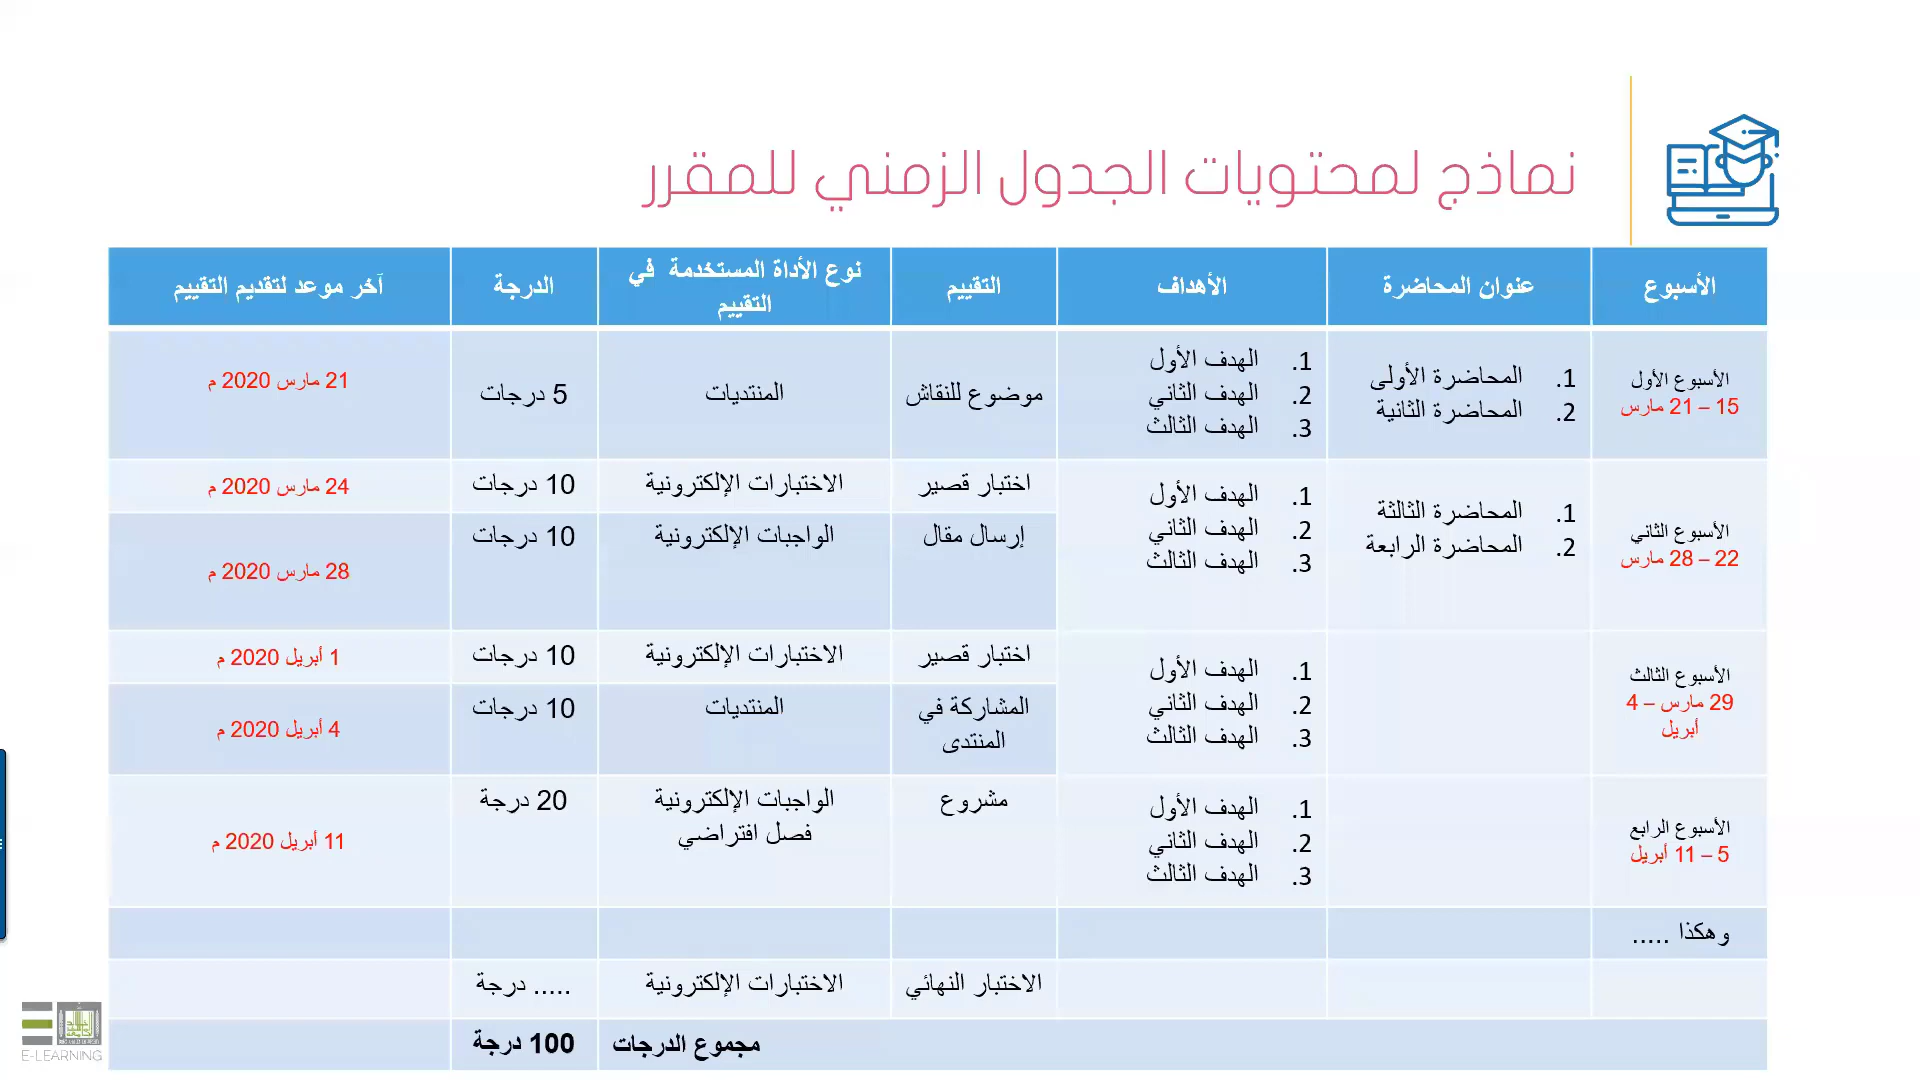 نماذج لمحتويات الجدول الزمني للمقرر
الأسبوع
عنوان المحاضرة
الأهداف
التقييم
نوع الأداة المستخدمة في
التقييم
الدرجة
آخر موعد لتقديم التقييم
الأسبوع الأول
15 – 21 مارس
1. المحاضرة الأولى
2. المحاضرة الثانية
1. الهدف الأول
2. الهدف الثاني
3. الهدف الثالث
موضوع للنقاش
المنتديات
5 درجات
21 مارس 2020 م
الأسبوع الثاني
22 – 28 مارس
1. المحاضرة الثالثة
2. المحاضرة الرابعة
1. الهدف الأول
2. الهدف الثاني
3. الهدف الثالث
اختبار قصير
الاختبارات الإلكترونية
10 درجات
24 مارس 2020 م
إرسال مقال
الواجبات الإلكترونية
10 درجات
28 مارس 2020 م
الأسبوع الثالث
29 مارس – 4
أبريل
1. الهدف الأول
2. الهدف الثاني
3. الهدف الثالث
اختبار قصير
الاختبارات الإلكترونية
10 درجات
1 أبريل 2020 م
المشاركة في
المنتدى
المنتديات
10 درجات
4 أبريل 2020 م
الأسبوع الرابع
5 – 11 أبريل
1. الهدف الأول
2. الهدف الثاني
3. الهدف الثالث
مشروع
الواجبات الإلكترونية
فصل افتراضي
20 درجة
11 أبريل 2020 م
وهكذا .....
الاختبار النهائي
الاختبارات الإلكترونية
..... درجة
مجموع الدرجات
100 درجة
E-LEARNING